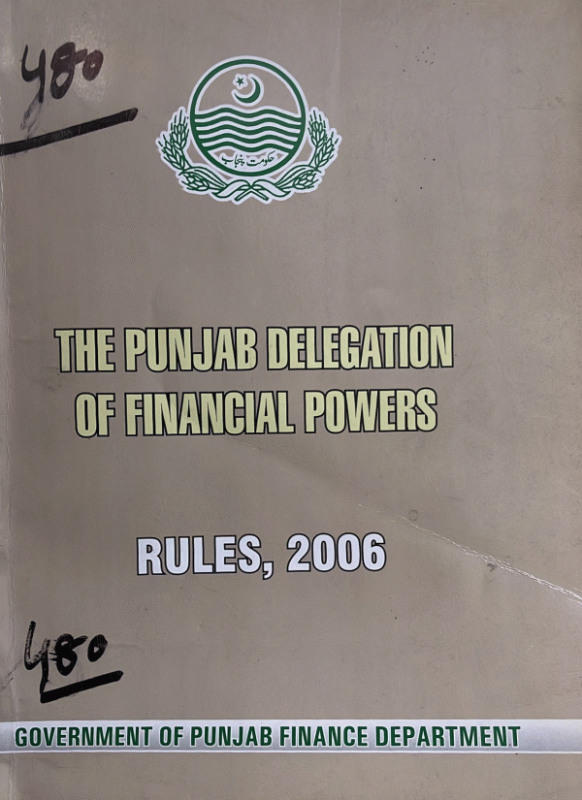 480
حکومت پنجاب
THE PUNJAB DELEGATION
OF FINANCIAL POWERS
RULES, 2006
480
GOVERNMENT OF PUNJAB FINANCE DEPARTMENT